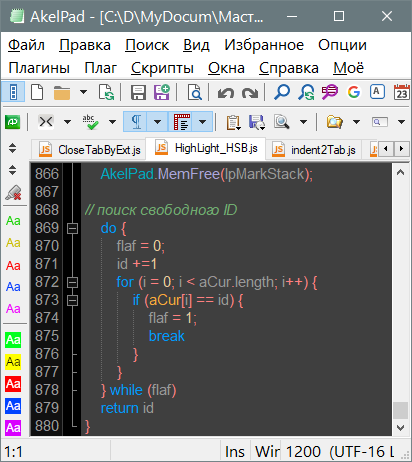 AkelPad - [C:\D\MyDocum\Маст...
Файл Правка Поиск Вид Избранное Опции
Плагины Плаг Скрипты Окна Справка Моё
CloseTabByExt.js HighLight_HSB.js indent2Tab.js
866 AkelPad.MemFree(lpMarkStack);
867
868 // поиск свободного ID
869 do {
870 flaf = 0;
871 id +=1
872 for (i = 0; i < aCur.length; i++) {
873 if (aCur[i] == id) {
874 flaf = 1;
875 break
876 }
877 }
878 } while (flaf)
879 return id
880 }
Aa
Aa
Aa
Aa
Aa
Aa
Aa
Aa
Aa
Aa
1:1 Ins Wir 1200 (UTF-16 L